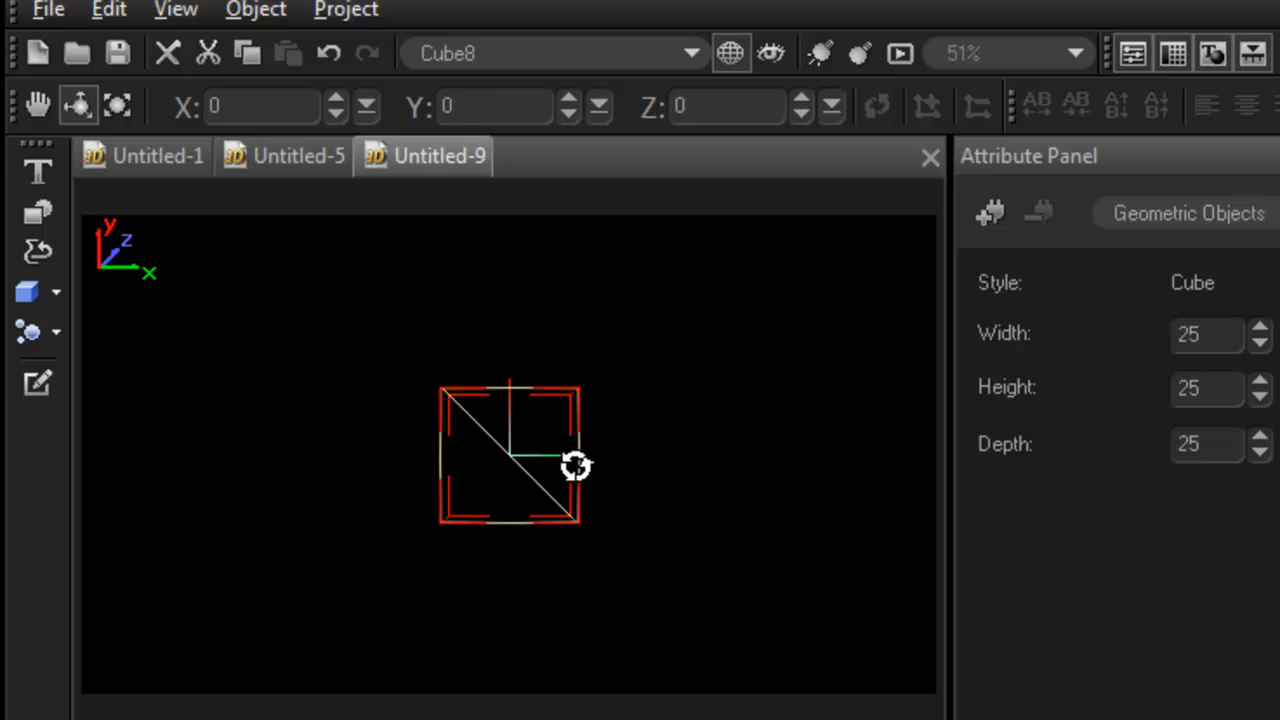 File Edit View Object Project
Cube8 51%
X: 0 Y: 0 Z: 0
Untitled-1 Untitled-5 Untitled-9 Attribute Panel
Geometric Objects
Style: Cube
Width: 25
Height: 25
Depth: 25
y
z
x